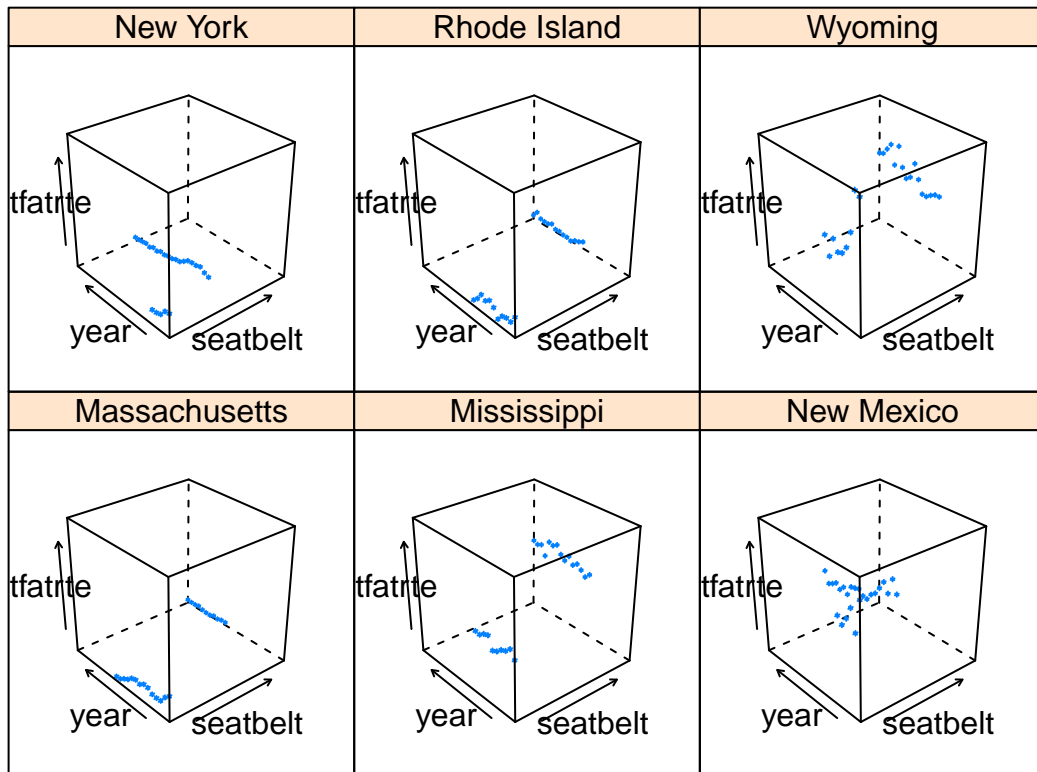 New York
Rhode Island
Wyoming
tfatrte
year
seatbelt
tfatrte
year
seatbelt
tfatrte
year
seatbelt
Massachusetts
Mississippi
New Mexico
tfatrte
year
seatbelt
tfatrte
year
seatbelt
tfatrte
year
seatbelt